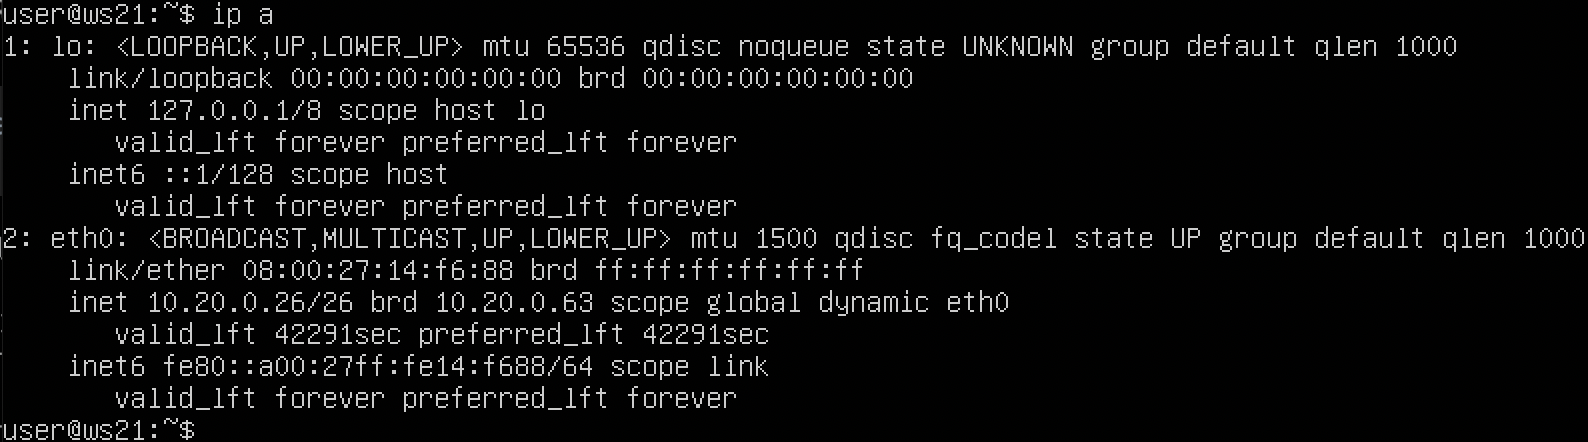 user@ws21:~$ ip a
1: lo: <LOOPBACK,UP,LOWER_UP> mtu 65536 qdisc noqueue state UNKNOWN group default qlen 1000
    link/loopback 00:00:00:00:00:00 brd 00:00:00:00:00:00
    inet 127.0.0.1/8 scope host lo
       valid_lft forever preferred_lft forever
    inet6 ::1/128 scope host
       valid_lft forever preferred_lft forever
2: eth0: <BROADCAST,MULTICAST,UP,LOWER_UP> mtu 1500 qdisc fq_codel state UP group default qlen 1000
    link/ether 08:00:27:14:f6:88 brd ff:ff:ff:ff:ff:ff
    inet 10.20.0.26/26 brd 10.20.0.63 scope global dynamic eth0
       valid_lft 42291sec preferred_lft 42291sec
    inet6 fe80::a00:27ff:fe14:f688/64 scope link
       valid_lft forever preferred_lft forever
user@ws21:~$